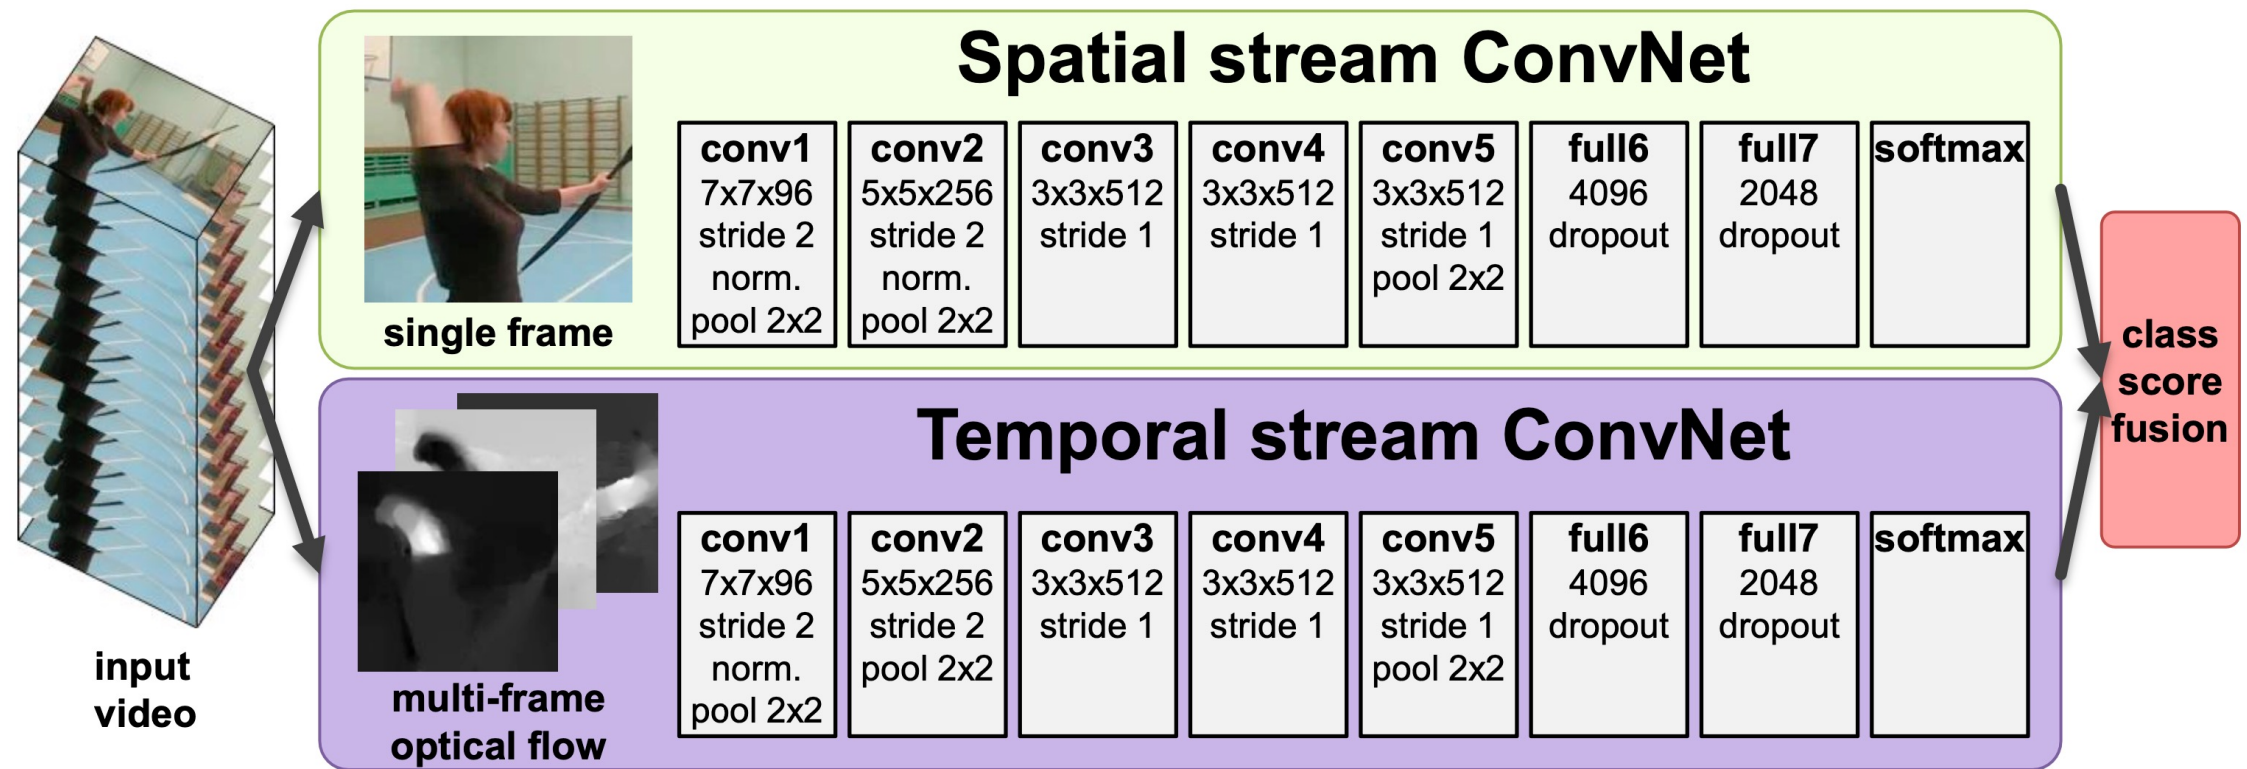 Spatial stream ConvNet
single frame
conv1
7x7x96
stride 2
norm.
pool 2x2
conv2
5x5x256
stride 2
norm.
pool 2x2
conv3
3x3x512
stride 1
conv4
3x3x512
stride 1
conv5
3x3x512
stride 1
pool 2x2
full6
4096
dropout
full7
2048
dropout
softmax
Temporal stream ConvNet
input
video
multi-frame
optical flow
conv1
7x7x96
stride 2
norm.
pool 2x2
conv2
5x5x256
stride 2
pool 2x2
conv3
3x3x512
stride 1
conv4
3x3x512
stride 1
conv5
3x3x512
stride 1
pool 2x2
full6
4096
dropout
full7
2048
dropout
softmax
class
score
fusion